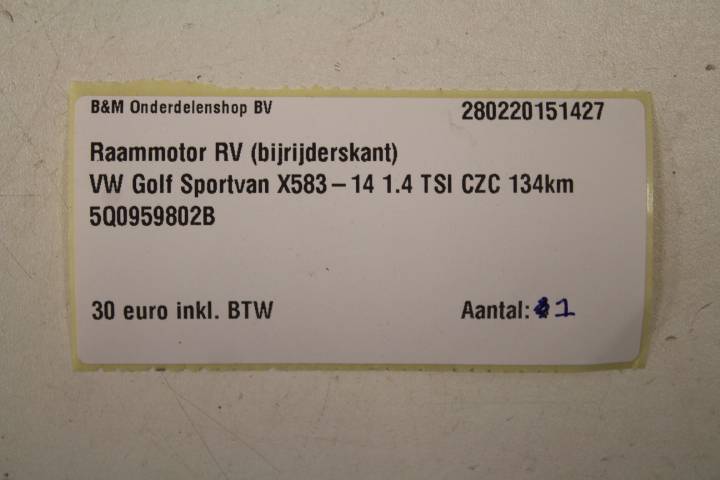 B&M Onderdelenshop BV 280220151427
Raammotor RV (bijrijderskant)
VW Golf Sportvan X583 – 14 1.4 TSI CZC 134km
5Q0959802B
30 euro inkl. BTW Aantal: 1